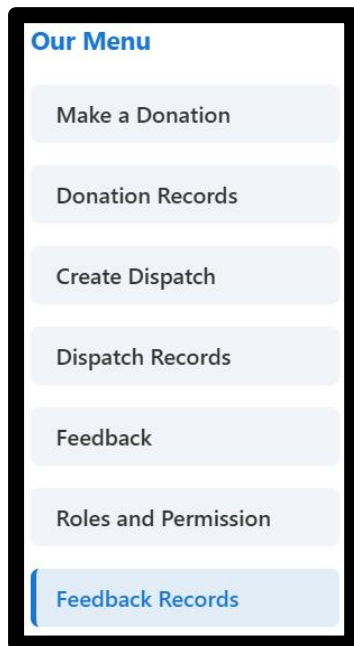 Our Menu
Make a Donation
Donation Records
Create Dispatch
Dispatch Records
Feedback
Roles and Permission
Feedback Records